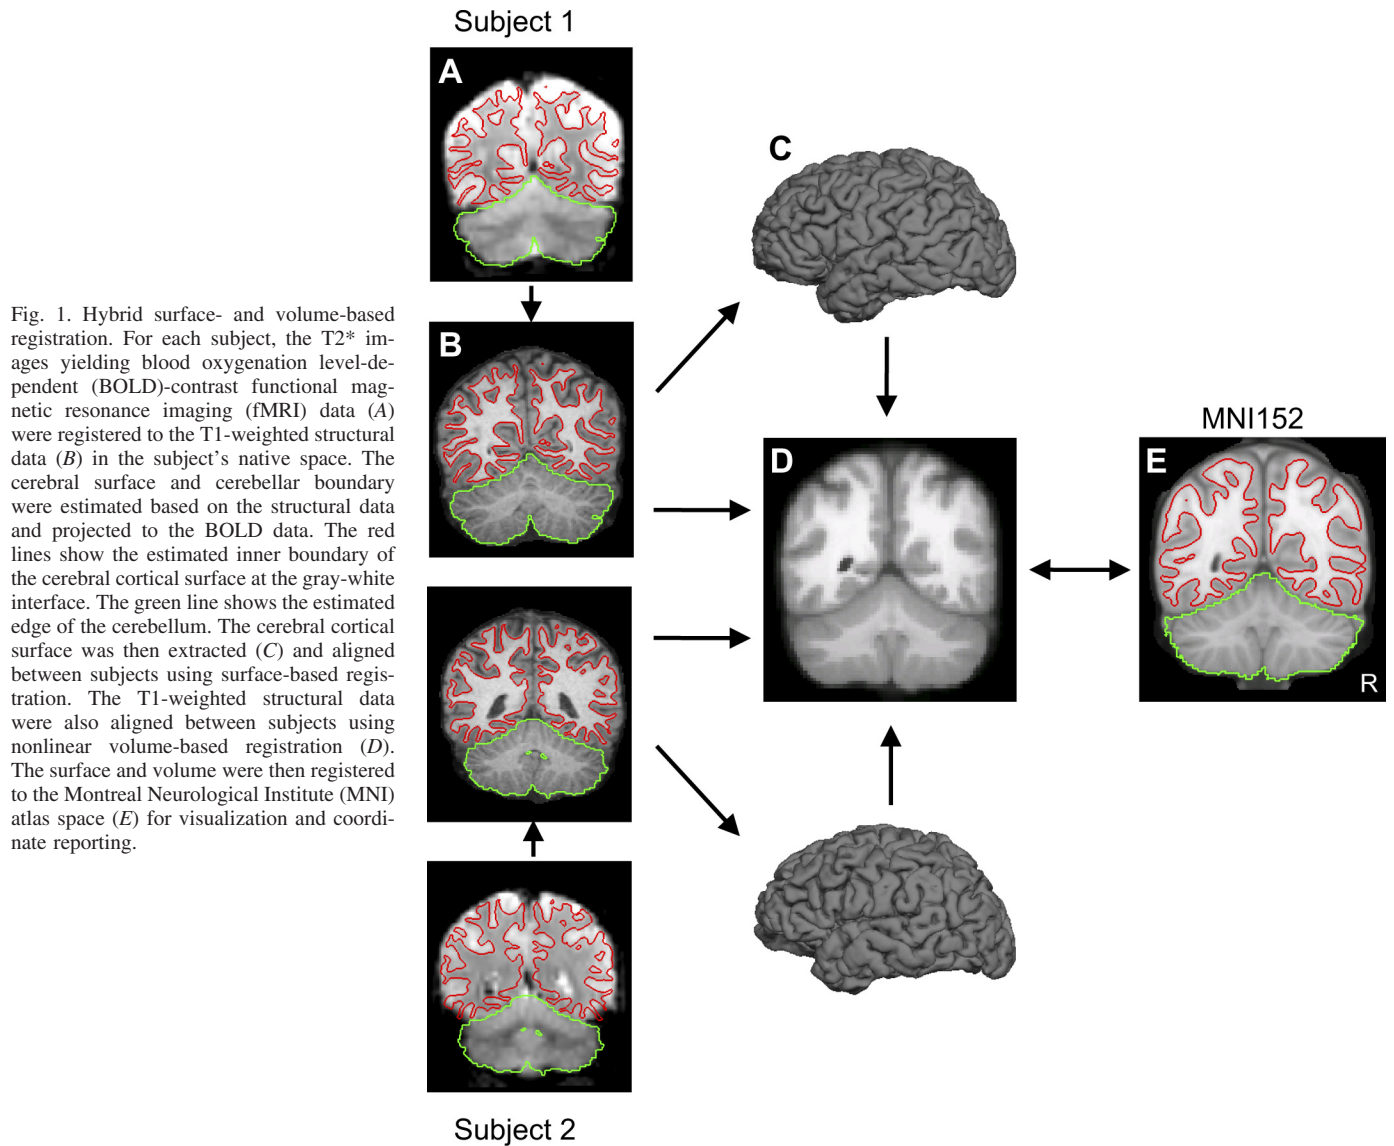 Subject 1
A
C
Fig. 1. Hybrid surface- and volume-based
registration. For each subject, the T2* im-
ages yielding blood oxygenation level-de-
pendent (BOLD)-contrast functional mag-
netic resonance imaging (fMRI) data (A)
were registered to the T1-weighted structural
data (B) in the subject's native space. The
cerebral surface and cerebellar boundary
were estimated based on the structural data
and projected to the BOLD data. The red
lines show the estimated inner boundary of
the cerebral cortical surface at the gray-white
interface. The green line shows the estimated
edge of the cerebellum. The cerebral cortical
surface was then extracted (C) and aligned
between subjects using surface-based regis-
tration. The T1-weighted structural data
were also aligned between subjects using
nonlinear volume-based registration (D).
The surface and volume were then registered
to the Montreal Neurological Institute (MNI)
atlas space (E) for visualization and coordi-
nate reporting.
B
MNI152
D
E
R
Subject 2